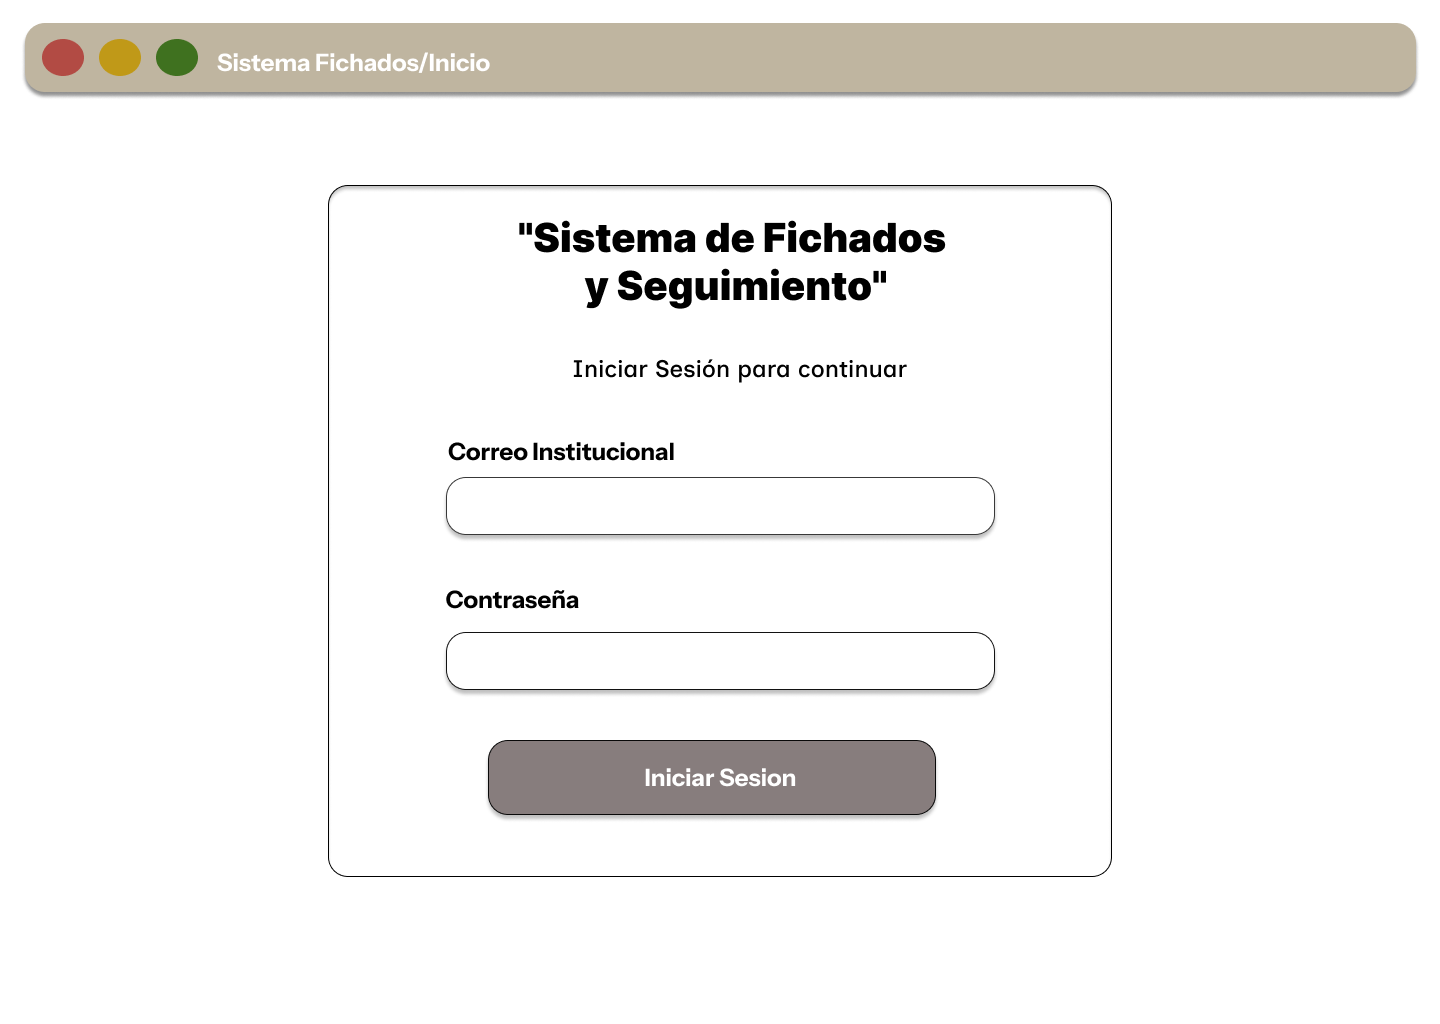 Sistema Fichados/Inicio
"Sistema de Fichados
y Seguimiento"
Iniciar Sesión para continuar
Correo Institucional
Contraseña
Iniciar Sesion